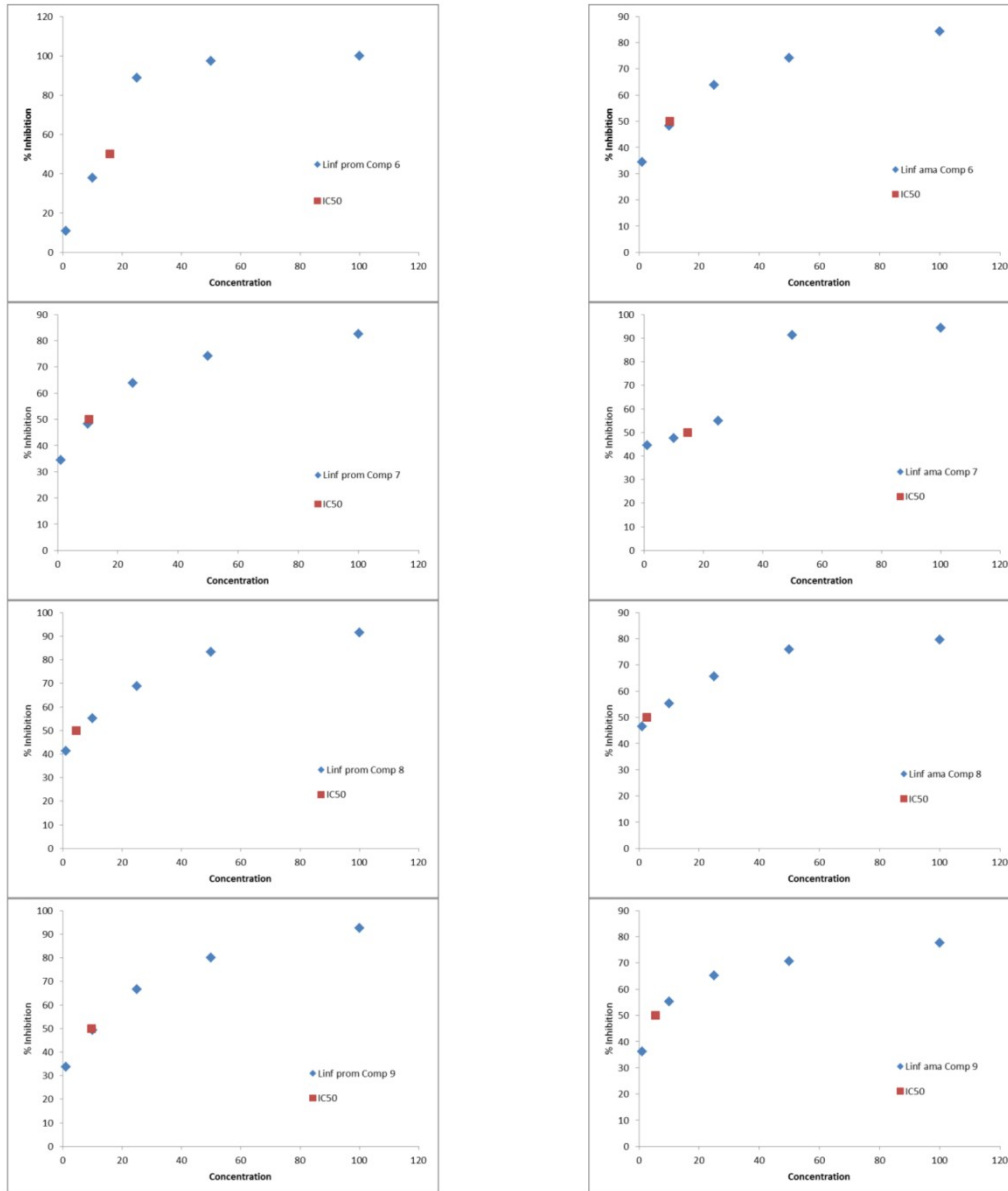 120
100
80
60
40
20
0
% Inhibition
0 20 40 60 80 100 120
Concentration
Linf prom Comp 6
IC50
90
80
70
60
50
40
30
20
10
0
% Inhibition
0 20 40 60 80 100 120
Concentration
Linf ama Comp 6
IC50
90
80
70
60
50
40
30
20
10
0
% Inhibition
0 20 40 60 80 100 120
Concentration
Linf prom Comp 7
IC50
100
90
80
70
60
50
40
30
20
10
0
% Inhibition
0 20 40 60 80 100 120
Concentration
Linf ama Comp 7
IC50
100
90
80
70
60
50
40
30
20
10
0
% Inhibition
0 20 40 60 80 100 120
Concentration
Linf prom Comp 8
IC50
90
80
70
60
50
40
30
20
10
0
% Inhibition
0 20 40 60 80 100 120
Concentration
Linf ama Comp 8
IC50
100
90
80
70
60
50
40
30
20
10
0
% Inhibition
0 20 40 60 80 100 120
Concentration
Linf prom Comp 9
IC50
90
80
70
60
50
40
30
20
10
0
% Inhibition
0 20 40 60 80 100 120
Concentration
Linf ama Comp 9
IC50